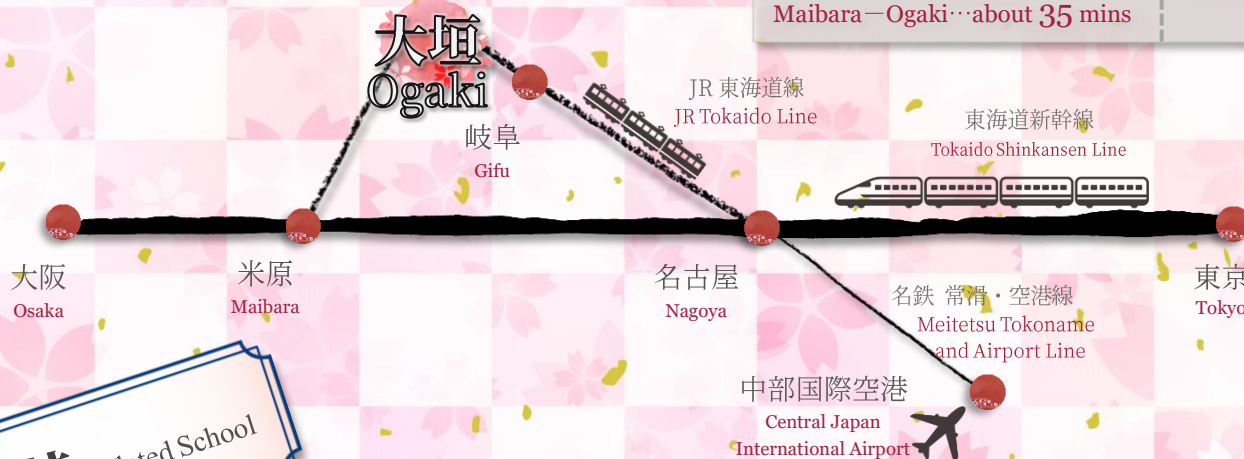 Maibara－Ogaki…about 35 mins
大垣
Ogaki
JR 東海道線
JR Tokaido Line
岐阜
Gifu
東海道新幹線
Tokaido Shinkansen Line
大阪
Osaka
米原
Maibara
名古屋
Nagoya
名鉄 常滑・空港線
Meitetsu Tokoname
and Airport Line
東京
Tokyo
中部国際空港
Central Japan
International Airport
School